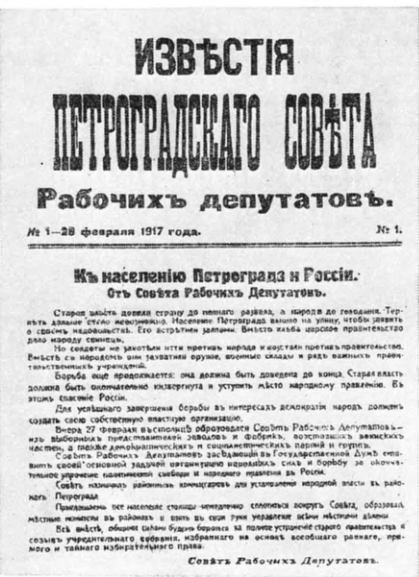 ИЗВѢСТІЯ
ПЕТРОГРАДСКАГО СОВѢТА
Рабочихъ депутатовъ.
№ 1—28 февраля 1917 года. № 1.
Къ населенію Петрограда и Россіи.
Отъ Совѣта Рабочихъ Депутатовъ.
Старая власть довела страну до полнаго развала, а народъ до голоданія. Тер-
пѣть дальше стало невозможно. Населеніе Петрограда вышло на улицу, чтобы заявить
о своемъ недовольствѣ. Его встрѣтили залпами. Вмѣсто хлѣба царское правительство
дало народу свинецъ.
Но солдаты не захотѣли итти противъ народа и возстали противъ правительства.
Вмѣстѣ съ народомъ они захватили оружіе, военные склады и рядъ важныхъ прави-
тельственныхъ учрежденій.
Борьба еще продолжается: она должна быть доведена до конца. Старая власть
должна быть окончательно низвергнута и уступить мѣсто народному правленію. Въ
этомъ спасеніе Россіи.
Для успѣшнаго завершенія борьбы въ интересахъ демократіи народъ долженъ
создать свою собственную властную организацію.
Вчера 27 февраля въ столицѣ образовался Совѣтъ Рабочихъ Депутатовъ—
изъ выборныхъ представителей заводовъ и фабрикъ, возставшихъ воинскихъ
частей, а также демократическихъ и соціалистическихъ партій и группъ.
Совѣтъ Рабочихъ Депутатовъ засѣдающій въ Государственной Думѣ ста-
витъ своей основной задачей организацію народныхъ силъ и борьбу за оконча-
тельное упроченіе политической свободы и народнаго правленія въ Россіи.
Совѣтъ назначилъ районныхъ комиссаровъ для установленія народной власти въ райо-
нахъ Петрограда.
Приглашаемъ все населеніе столицы немедленно сплотиться вокругъ Совѣта, образовать
мѣстные комитеты въ районахъ и взять въ свои руки управленіе всѣми мѣстными дѣлами.
Всѣ вмѣстѣ, общими силами будемъ бороться за полное устраненіе стараго правительства и
созывъ учредительнаго собранія, избраннаго на основѣ всеобщаго равнаго, пря-
мого и тайнаго избирательнаго права.
Совѣтъ Рабочихъ Депутатовъ.